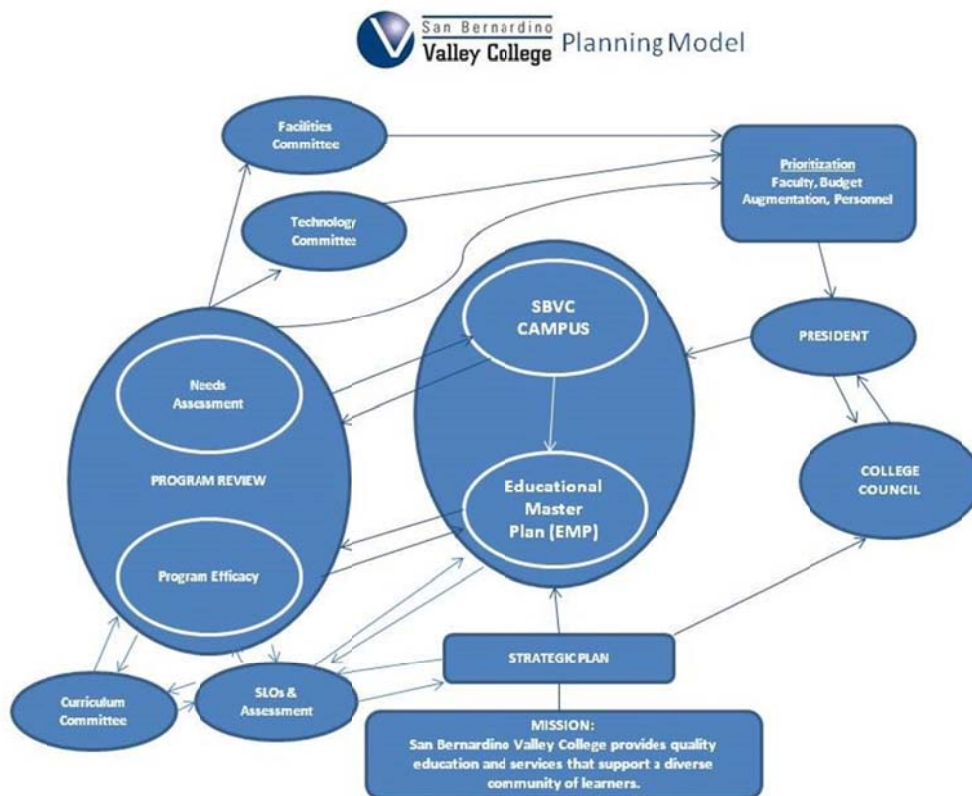 San Bernardino
Valley College Planning Model
Facilities
Committee
Prioritization
Faculty, Budget
Augmentation, Personnel
Technology
Committee
SBVC
CAMPUS
PRESIDENT
Needs
Assessment
COLLEGE
COUNCIL
PROGRAM REVIEW
Educational
Master
Plan (EMP)
Program Efficacy
STRATEGIC PLAN
SLOs &
Assessment
Curriculum
Committee
MISSION:
San Bernardino Valley College provides quality
education and services that support a diverse
community of learners.